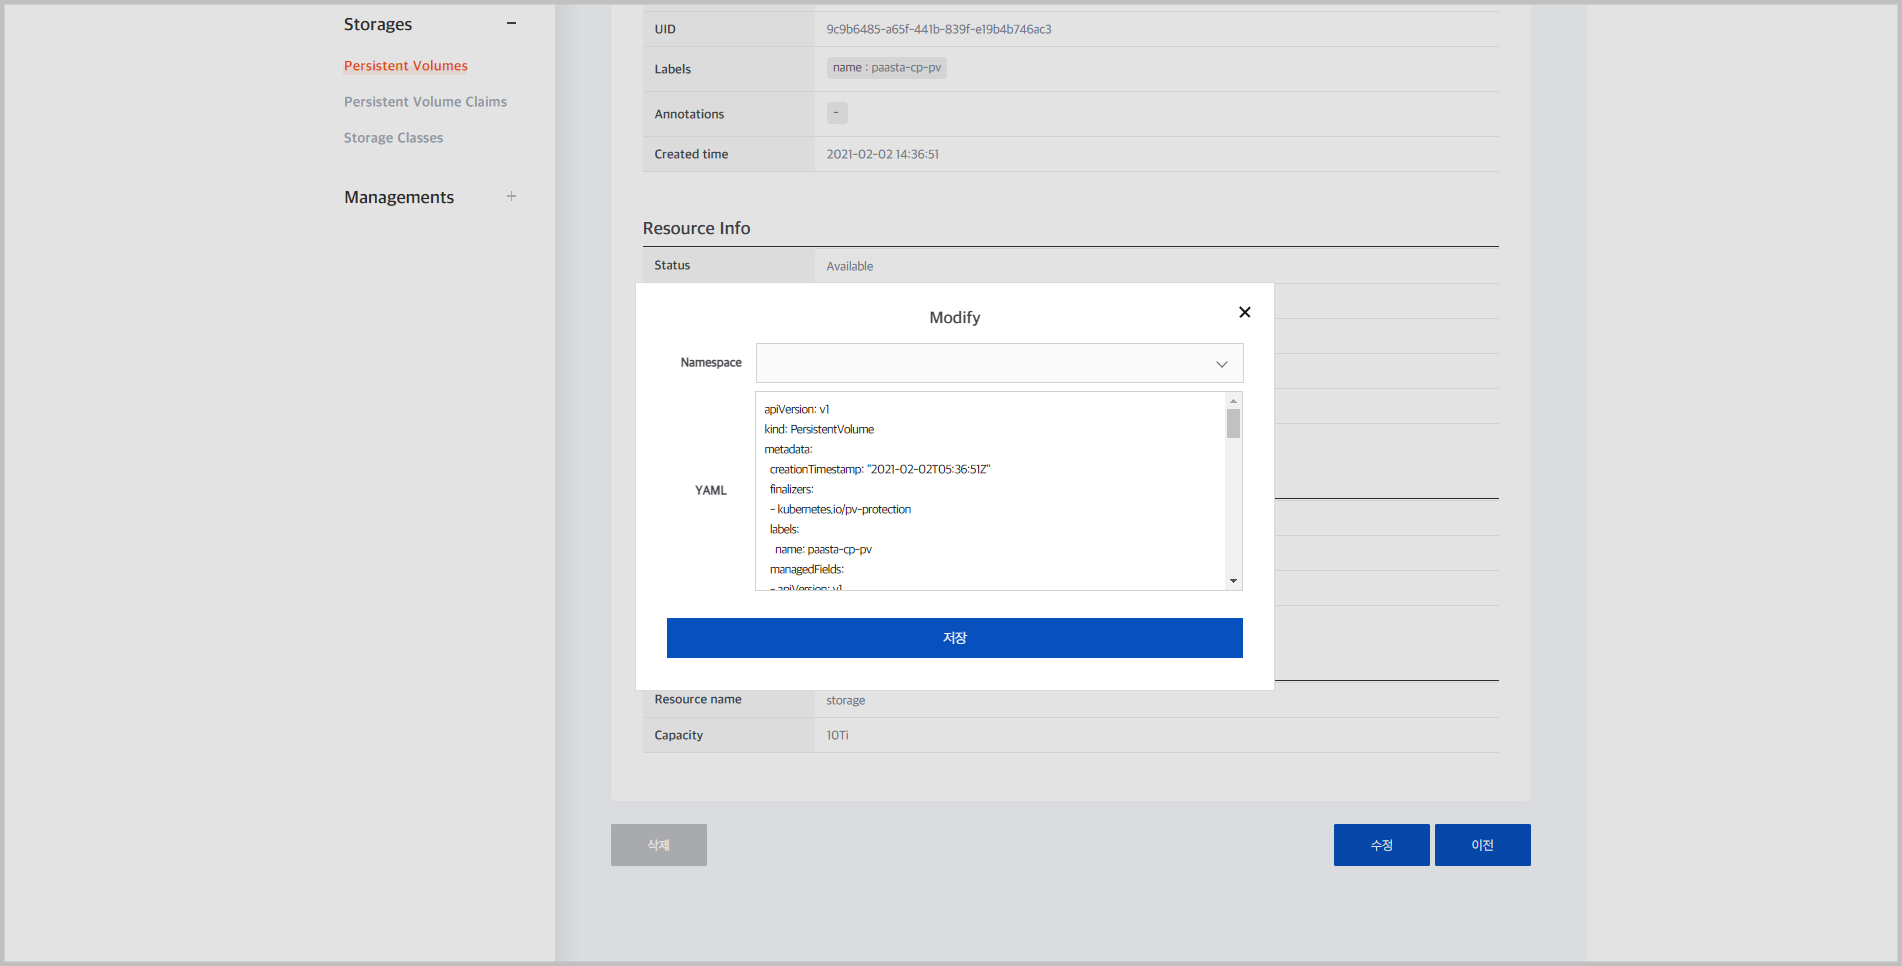 Storages
Persistent Volumes
Persistent Volume Claims
Storage Classes
Managements
UID 9c9b6485-a65f-441b-839f-e19b4b746ac3
Labels name : paasta-cp-pv
Annotations -
Created time 2021-02-02 14:36:51
Resource Info
Status Available
Modify
Namespace
YAML
apiVersion: v1
kind: PersistentVolume
metadata:
creationTimestamp: "2021-02-02T05:36:51Z"
finalizers:
- kubernetes.io/pv-protection
labels:
name: paasta-cp-pv
managedFields:
- apiVersion: v1
저장
Resource name storage
Capacity 10Ti
삭제 수정 이전